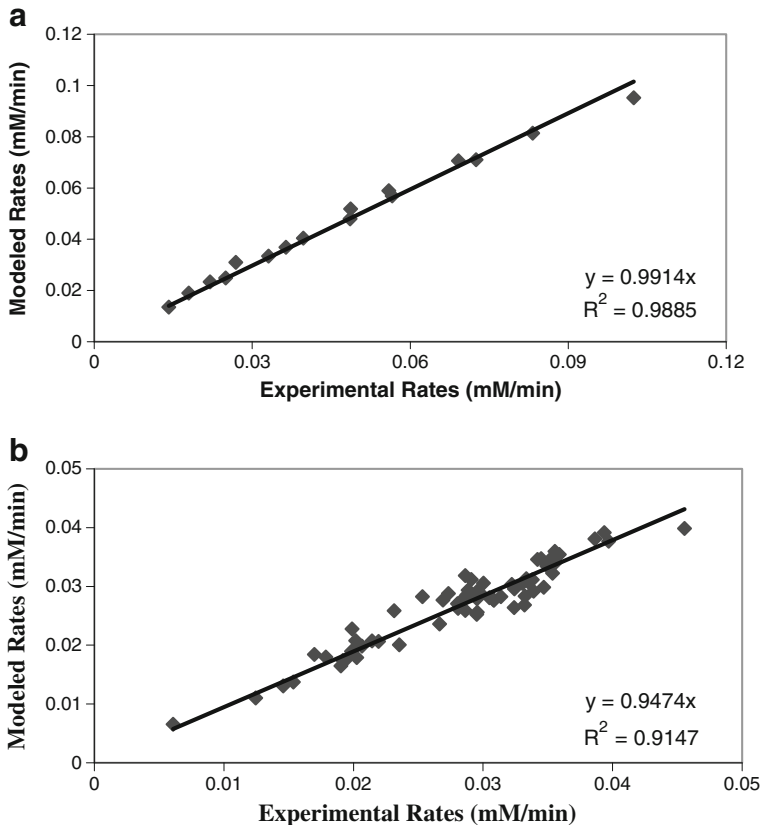 a
0.12
0.1
0.08
0.06
0.04
0.02
0
Modeled Rates (mM/min)
y = 0.9914x
R² = 0.9885
0 0.03 0.06 0.09 0.12
Experimental Rates (mM/min)
b
0.05
0.04
0.03
0.02
0.01
0.00
Modeled Rates (mM/min)
y = 0.9474x
R² = 0.9147
0 0.01 0.02 0.03 0.04 0.05
Experimental Rates (mM/min)